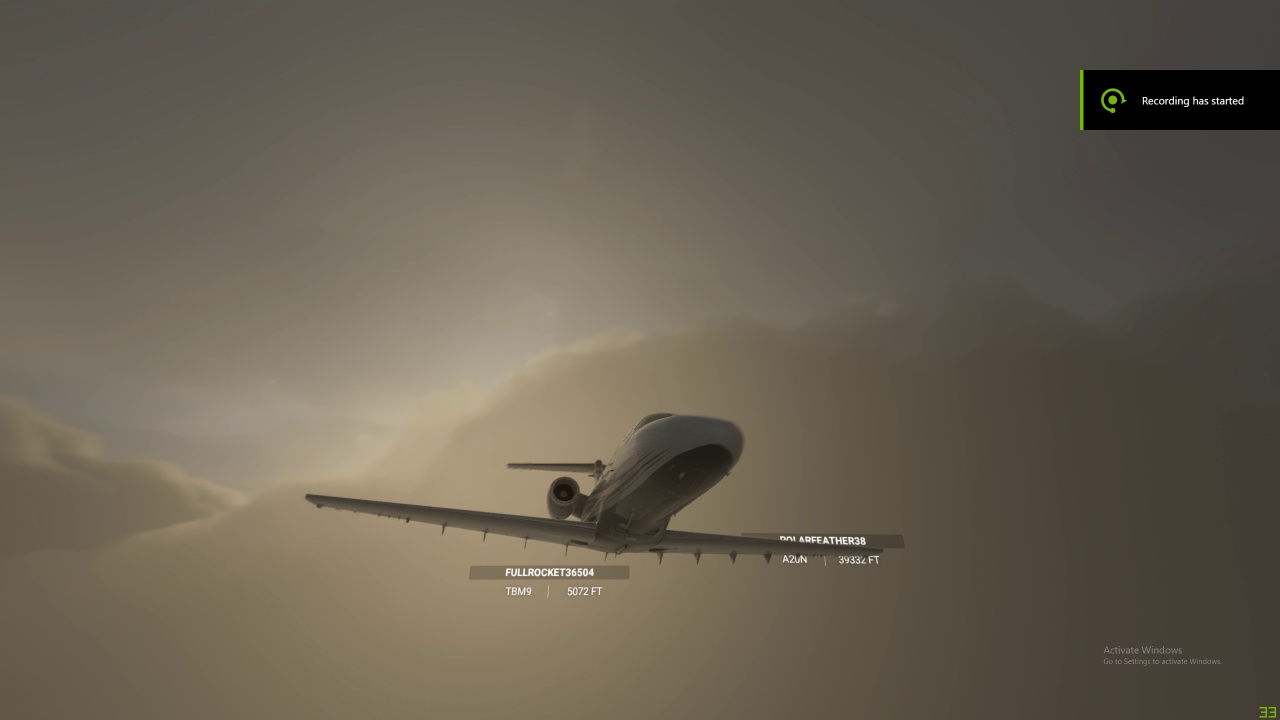 Recording has started
POLARFEATHER38
A20N | 39332 FT
FULLROCKET36504
TBM9 | 5072 FT
Activate Windows
Go to Settings to activate Windows.
33